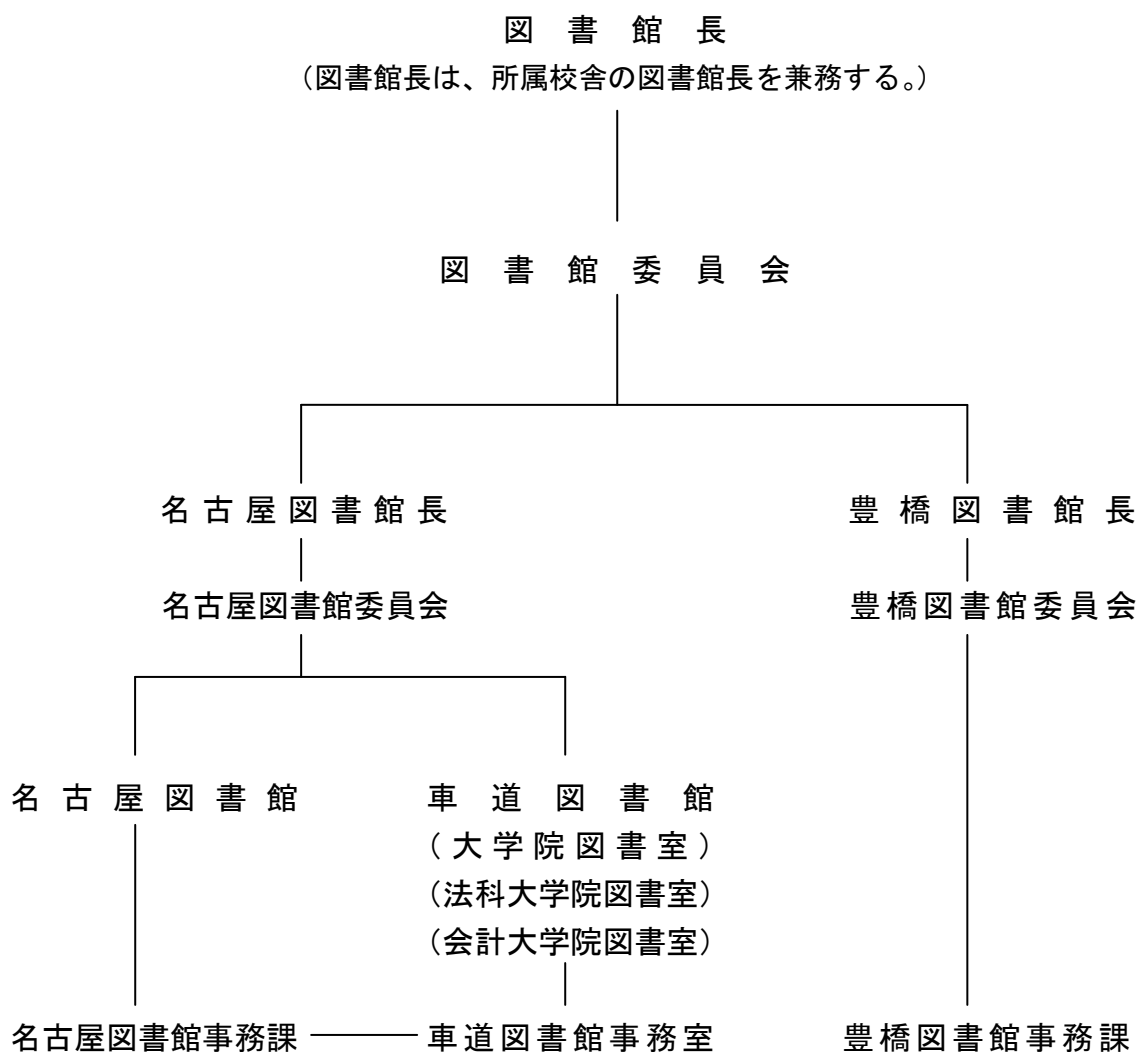 図書館長
（図書館長は、所属校舎の図書館長を兼務する。）
図書館委員会
名古屋図書館長
豊橋図書館長
名古屋図書館委員会
豊橋図書館委員会
名古屋図書館
車道図書館
（大学院図書室）
（法科大学院図書室）
（会計大学院図書室）
名古屋図書館事務課
車道図書館事務室
豊橋図書館事務課